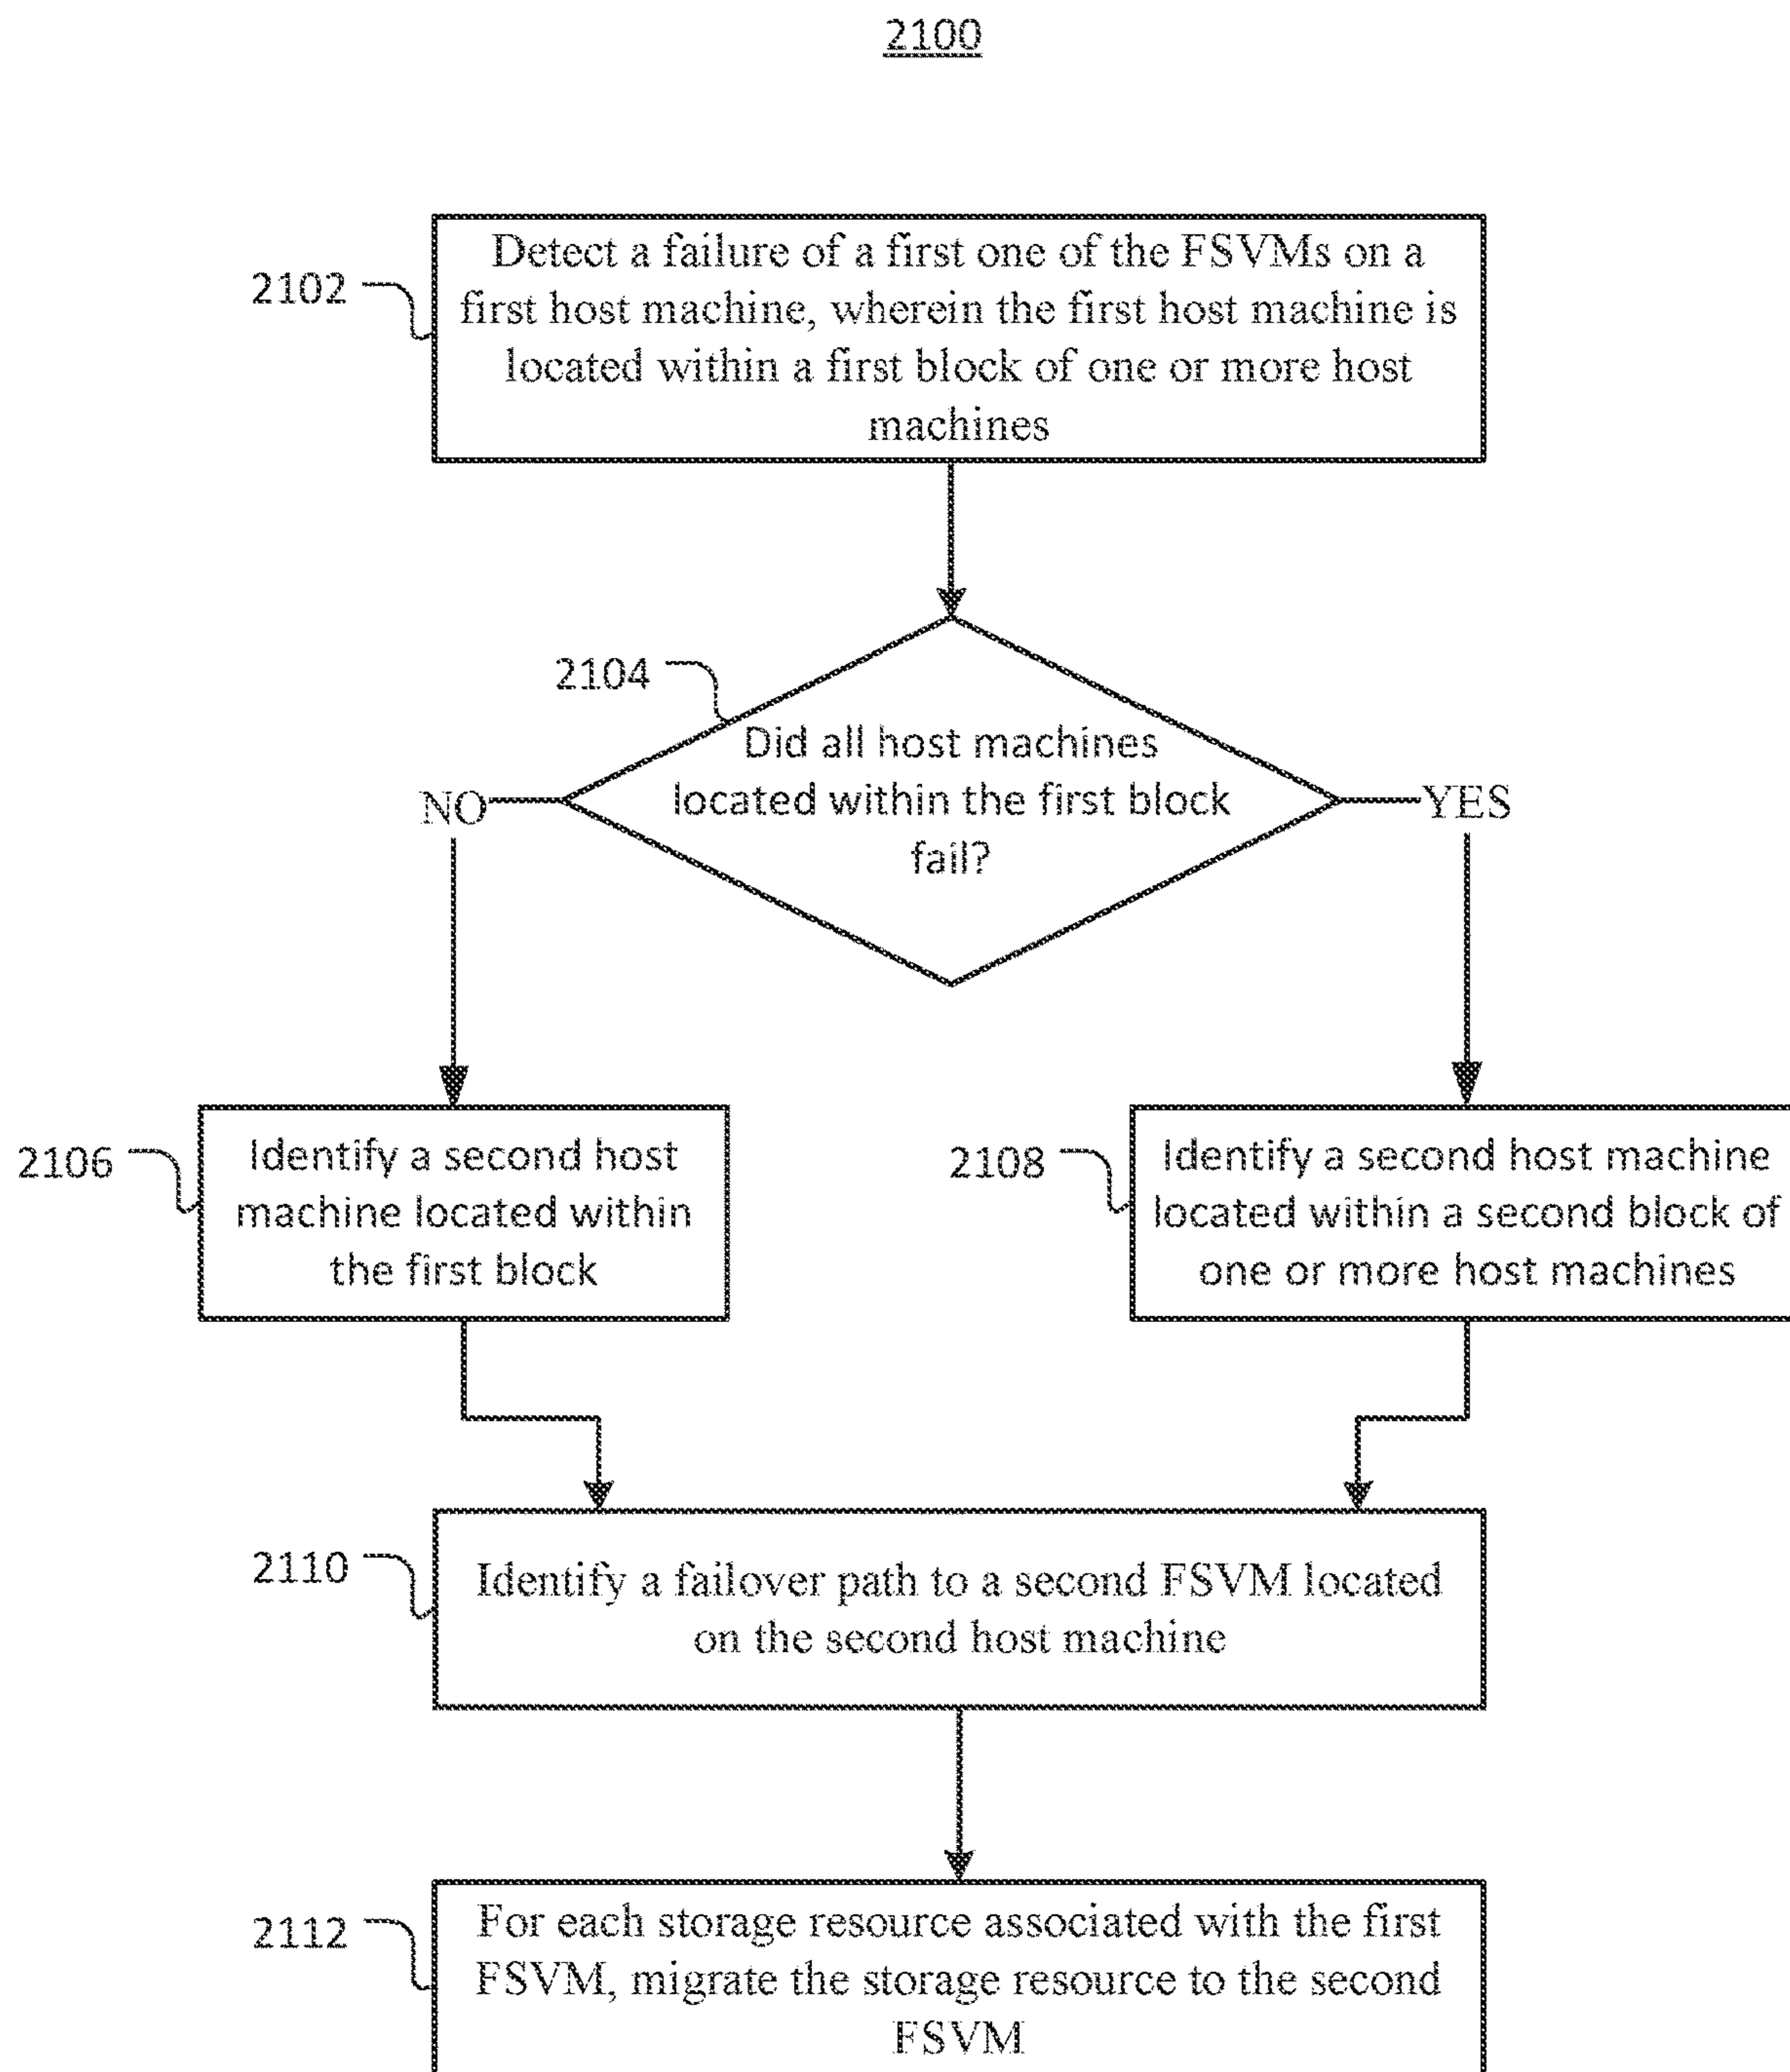 2100
2102
Detect a failure of a first one of the FSVMs on a
first host machine, wherein the first host machine is
located within a first block of one or more host
machines
2104
Did all host machines
located within the first block
fail?
NO
YES
2106
Identify a second host
machine located within
the first block
2108
Identify a second host machine
located within a second block of
one or more host machines
2110
Identify a failover path to a second FSVM located
on the second host machine
2112
For each storage resource associated with the first
FSVM, migrate the storage resource to the second
FSVM